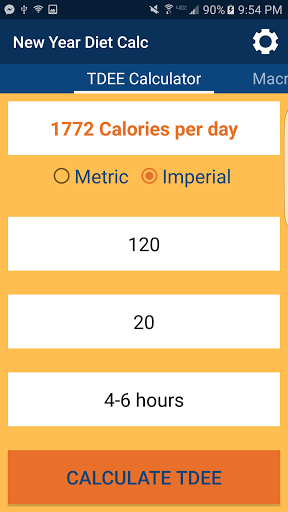 90% 9:54 PM
New Year Diet Calc
TDEE Calculator Macr
1772 Calories per day
Metric Imperial
120
20
4-6 hours
CALCULATE TDEE